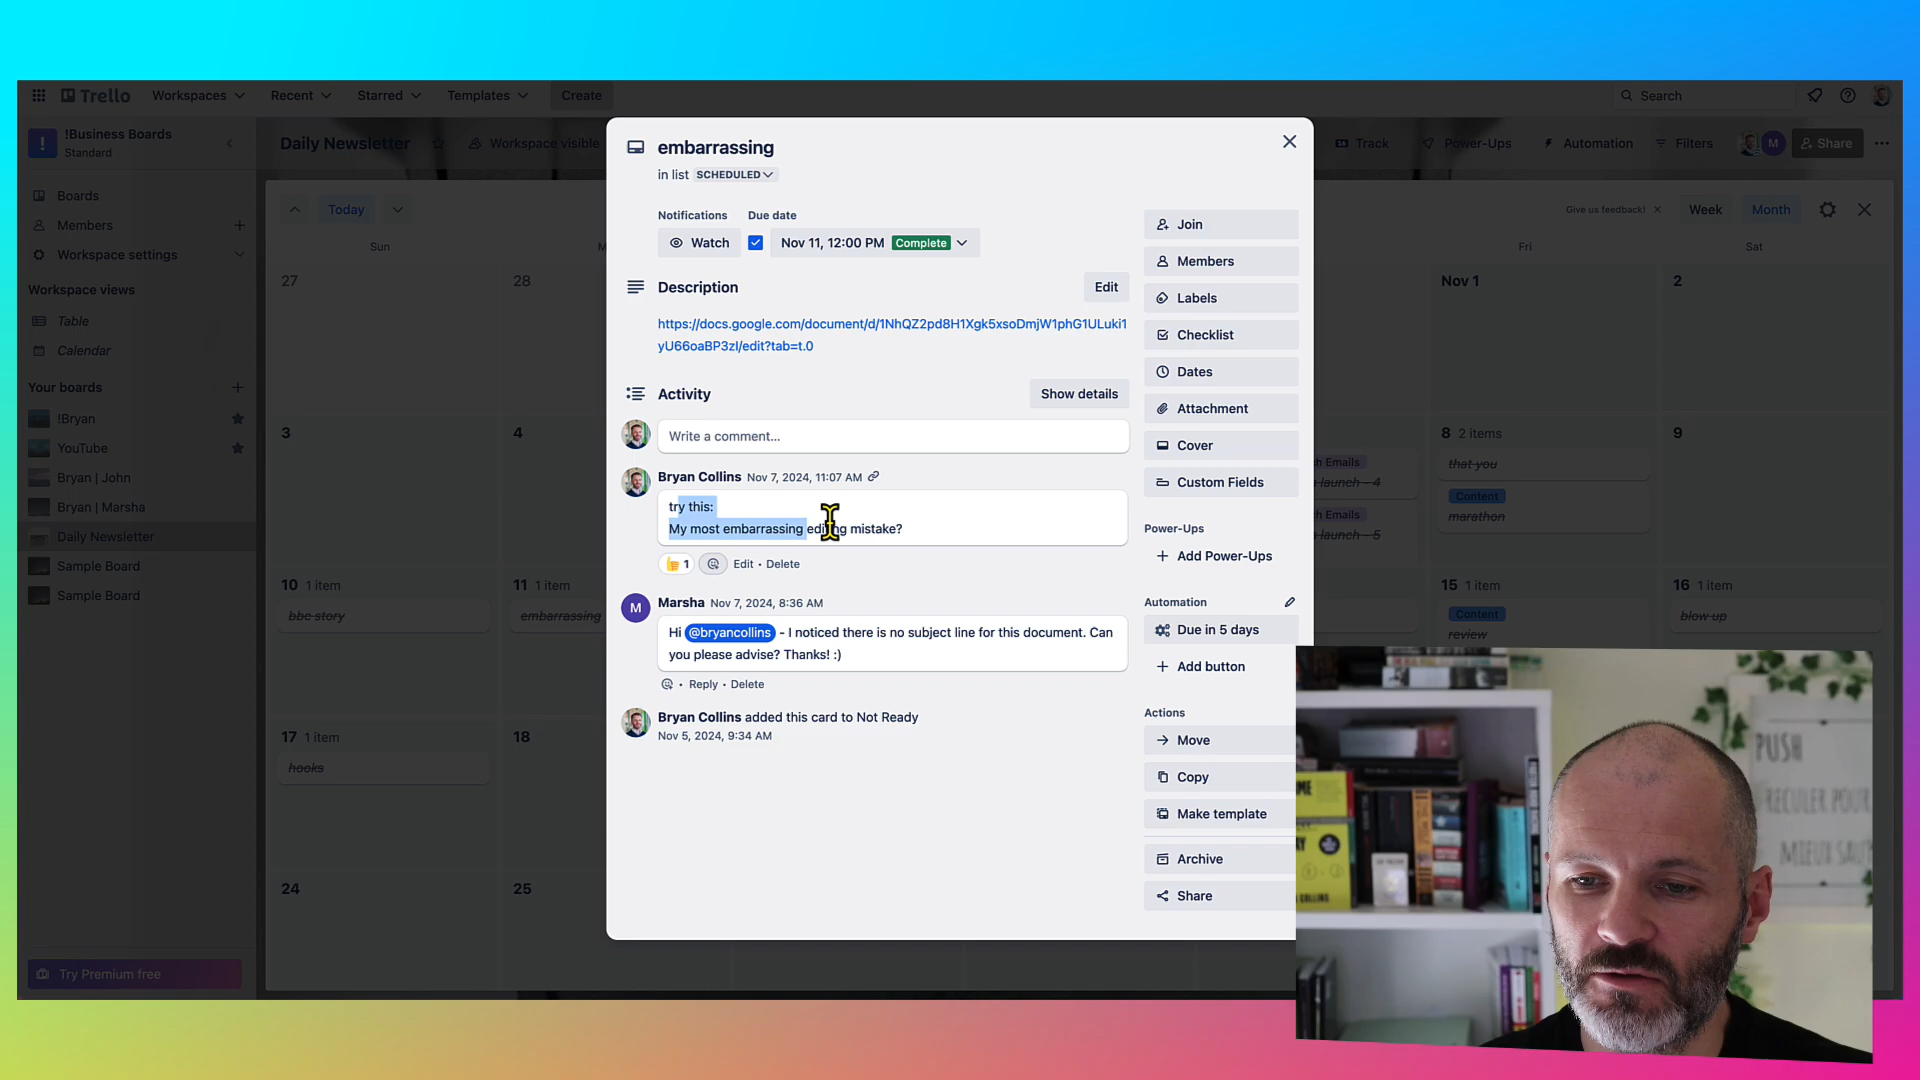 Trello
Workspaces
Recent
Starred
Templates
Create
Search
!Business Boards
Standard
Daily Newsletter
Workspace visible
Track
Power-Ups
Automation
Filters
M
Share
Boards
Members
Workspace settings
Workspace views
Table
Calendar
Your boards
!Bryan
YouTube
Bryan | John
Bryan | Marsha
Daily Newsletter
Sample Board
Sample Board
Try Premium free
Today
Give us feedback!
Week
Month
Sun
Fri
Sat
27
28
Nov 1
2
3
4
8 2 items
that you
Content
marathon
9
launch - 4
launch - 5
10 1 item
bbc story
11 1 item
embarrassing
15 1 item
Content
review
16 1 item
blow up
17 1 item
hooks
18
24
25
embarrassing
in list SCHEDULED
Notifications
Due date
Watch
Nov 11, 12:00 PM Complete
Description
Edit
https://docs.google.com/document/d/1NhQZ2pd8H1Xgk5xsoDmjW1phG1ULuki1
yU66oaBP3zI/edit?tab=t.0
Activity
Show details
Write a comment...
Bryan Collins Nov 7, 2024, 11:07 AM
try this:
My most embarrassing editing mistake?
1
Edit • Delete
M
Marsha Nov 7, 2024, 8:36 AM
Hi @bryancollins - I noticed there is no subject line for this document. Can
you please advise? Thanks! :)
• Reply • Delete
Bryan Collins added this card to Not Ready
Nov 5, 2024, 9:34 AM
Join
Members
Labels
Checklist
Dates
Attachment
Cover
Custom Fields
Power-Ups
Add Power-Ups
Automation
Due in 5 days
Add button
Actions
Move
Copy
Make template
Archive
Share
PUSH
RECULER POUR
MIEUX